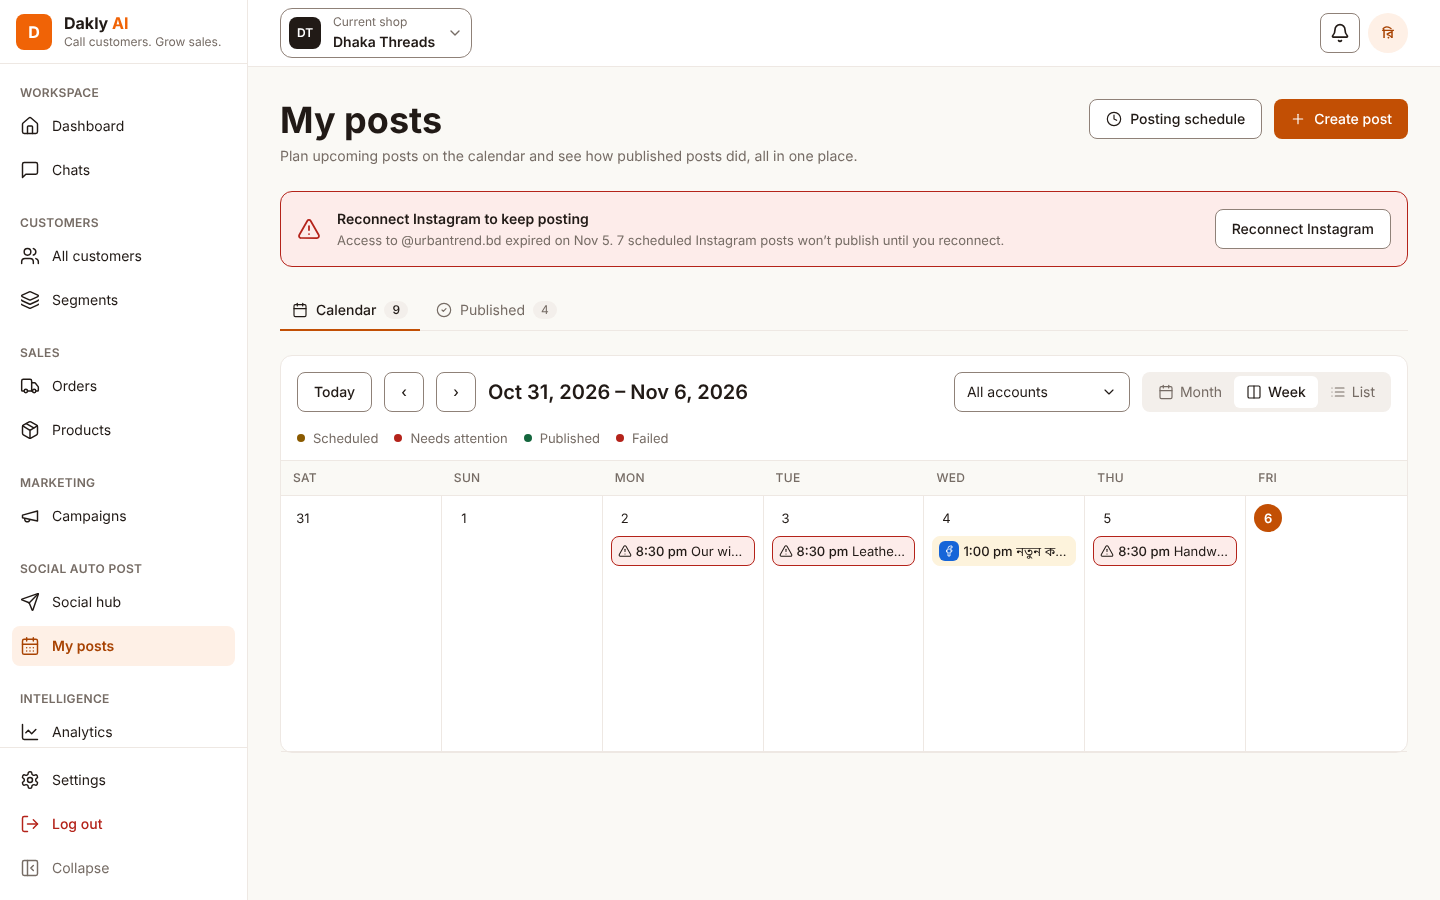 D
Dakly AI
Call customers. Grow sales.
WORKSPACE
Dashboard
Chats
CUSTOMERS
All customers
Segments
SALES
Orders
Products
MARKETING
Campaigns
SOCIAL AUTO POST
Social hub
My posts
INTELLIGENCE
Analytics
Settings
Log out
Collapse
DT
Current shop
Dhaka Threads
রি
My posts
Plan upcoming posts on the calendar and see how published posts did, all in one place.
Posting schedule
Create post
Reconnect Instagram to keep posting
Access to @urbantrend.bd expired on Nov 5. 7 scheduled Instagram posts won’t publish until you reconnect.
Reconnect Instagram
Calendar 9
Published 4
Today
‹
›
Oct 31, 2026 – Nov 6, 2026
All accounts
Month
Week
List
Scheduled
Needs attention
Published
Failed
SAT
SUN
MON
TUE
WED
THU
FRI
31
1
2
3
4
5
6
8:30 pm Our wi...
8:30 pm Leathe...
1:00 pm নতুন ক...
8:30 pm Handw...